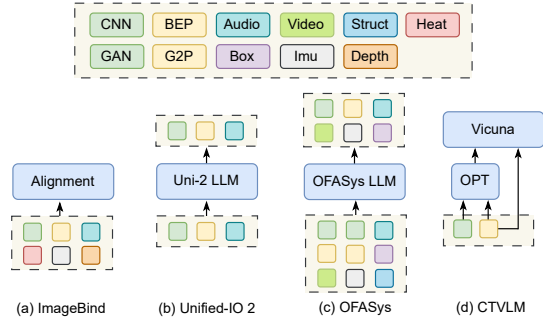 CNN BEP Audio Video Struct Heat
GAN G2P Box Imu Depth
Vicuna
Alignment Uni-2 LLM OFASys LLM OPT
(a) ImageBind (b) Unified-IO 2 (c) OFASys (d) CTVLM